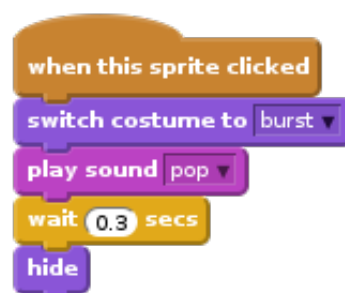 when this sprite clicked
switch costume to burst
play sound pop
wait 0.3 secs
hide